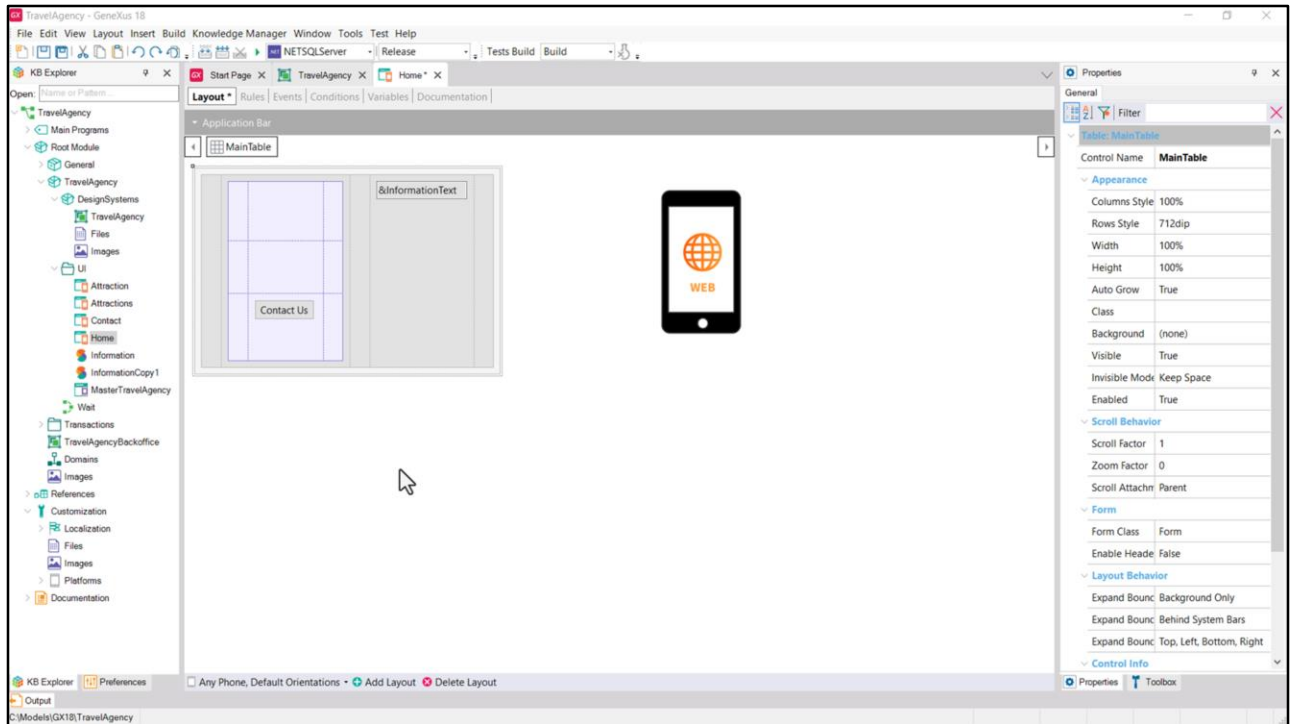 TravelAgency - GeneXus 18
File Edit View Layout Insert Build Knowledge Manager Window Tools Test Help
NETSQLServer Release Tests Build Build
KB Explorer
Open: Name or Pattern...
TravelAgency
Main Programs
Root Module
General
TravelAgency
DesignSystems
TravelAgency
Files
Images
UI
Attraction
Attractions
Contact
Home
Information
InformationCopy1
MasterTravelAgency
Wait
Transactions
TravelAgencyBackoffice
Domains
Images
References
Customization
Localization
Files
Images
Platforms
Documentation
KB Explorer Preferences
Start Page X TravelAgency X Home* X
Layout * Rules Events Conditions Variables Documentation
Application Bar
MainTable
&InformationText
Contact Us
WEB
Any Phone, Default Orientations Add Layout Delete Layout
Properties
General
Filter
Table: MainTable
Control Name MainTable
Appearance
Columns Style 100%
Rows Style 712dip
Width 100%
Height 100%
Auto Grow True
Class
Background (none)
Visible True
Invisible Mode Keep Space
Enabled True
Scroll Behavior
Scroll Factor 1
Zoom Factor 0
Scroll Attachm Parent
Form
Form Class Form
Enable Heade False
Layout Behavior
Expand Bounc Background Only
Expand Bounc Behind System Bars
Expand Bounc Top, Left, Bottom, Right
Control Info
Properties Toolbox
Output
C:\Models\GX18\TravelAgency